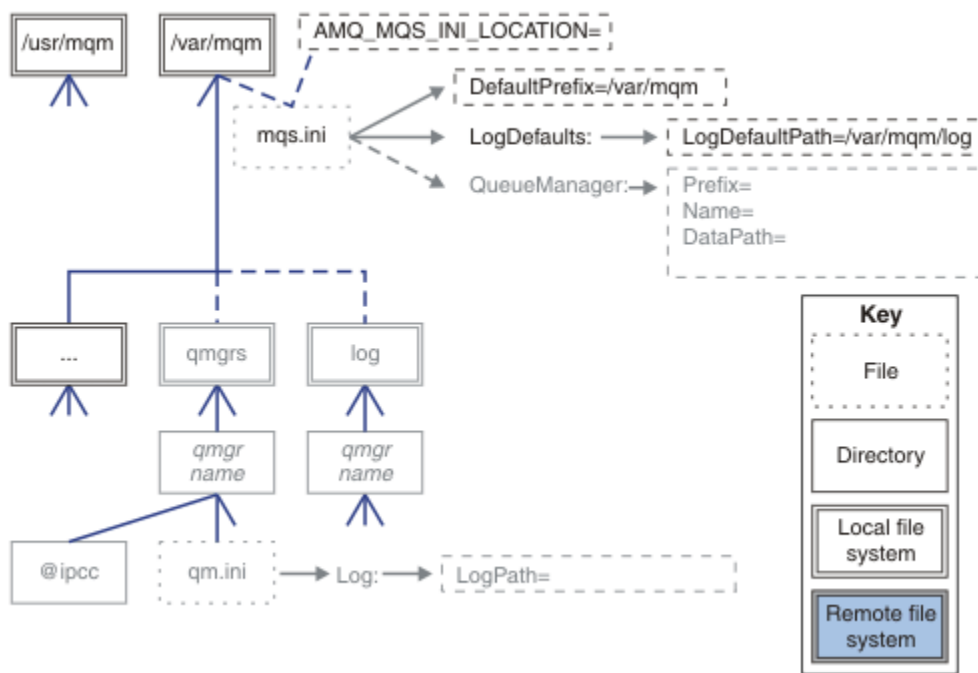 /usr/mqm
/var/mqm
AMQ_MQS_INI_LOCATION=
mqs.ini
DefaultPrefix=/var/mqm
LogDefaults:
LogDefaultPath=/var/mqm/log
QueueManager:
Prefix=
Name=
DataPath=
...
qmgrs
log
qmgr
name
qmgr
name
@ipcc
qm.ini
Log:
LogPath=
Key
File
Directory
Local file
system
Remote file
system